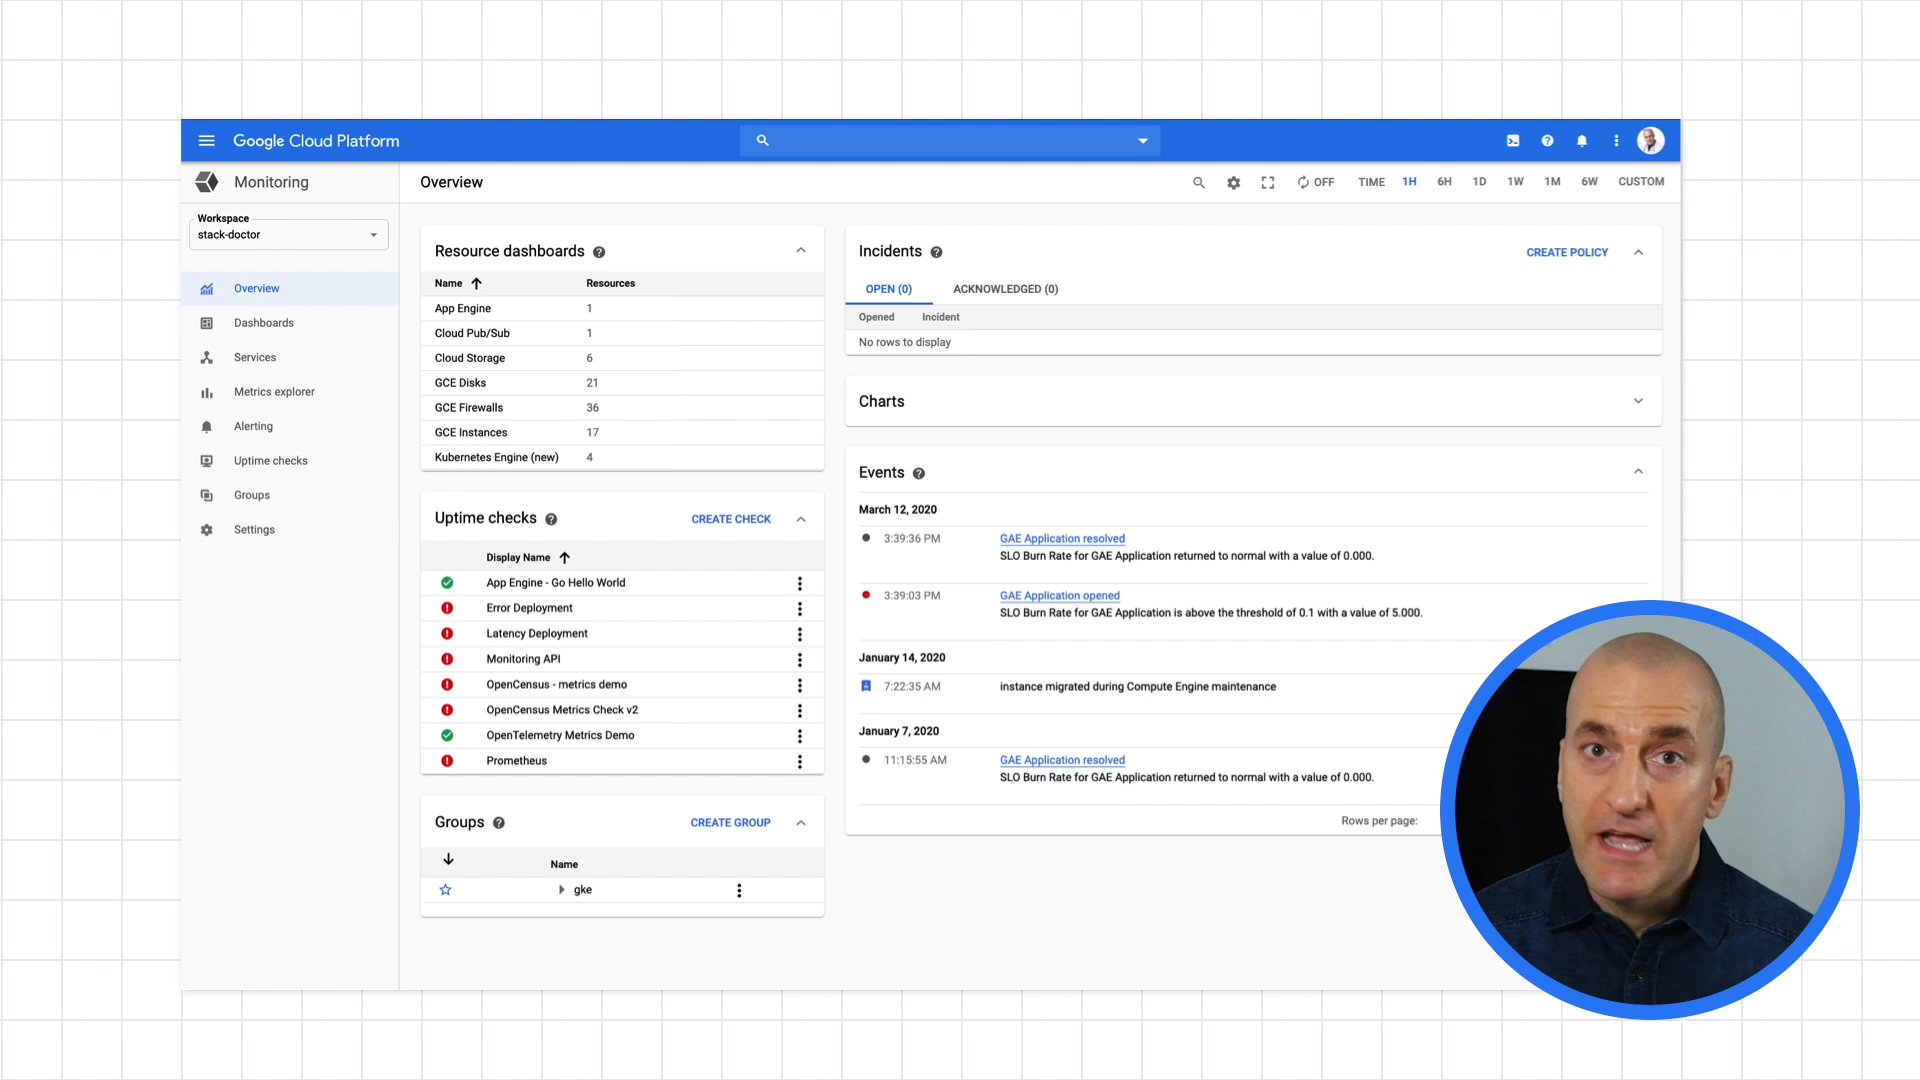 Google Cloud Platform
Monitoring
Overview
OFF
TIME
1H
6H
1D
1W
1M
6W
CUSTOM
Workspace
stack-doctor
Overview
Dashboards
Services
Metrics explorer
Alerting
Uptime checks
Groups
Settings
Resource dashboards
Name Resources
App Engine 1
Cloud Pub/Sub 1
Cloud Storage 6
GCE Disks 21
GCE Firewalls 36
GCE Instances 17
Kubernetes Engine (new) 4
Uptime checks
CREATE CHECK
Display Name
App Engine - Go Hello World
Error Deployment
Latency Deployment
Monitoring API
OpenCensus - metrics demo
OpenCensus Metrics Check v2
OpenTelemetry Metrics Demo
Prometheus
Groups
CREATE GROUP
Name
gke
Incidents
CREATE POLICY
OPEN (0) ACKNOWLEDGED (0)
Opened Incident
No rows to display
Charts
Events
March 12, 2020
3:39:36 PM GAE Application resolved
SLO Burn Rate for GAE Application returned to normal with a value of 0.000.
3:39:03 PM GAE Application opened
SLO Burn Rate for GAE Application is above the threshold of 0.1 with a value of 5.000.
January 14, 2020
7:22:35 AM instance migrated during Compute Engine maintenance
January 7, 2020
11:15:55 AM GAE Application resolved
SLO Burn Rate for GAE Application returned to normal with a value of 0.000.
Rows per page: